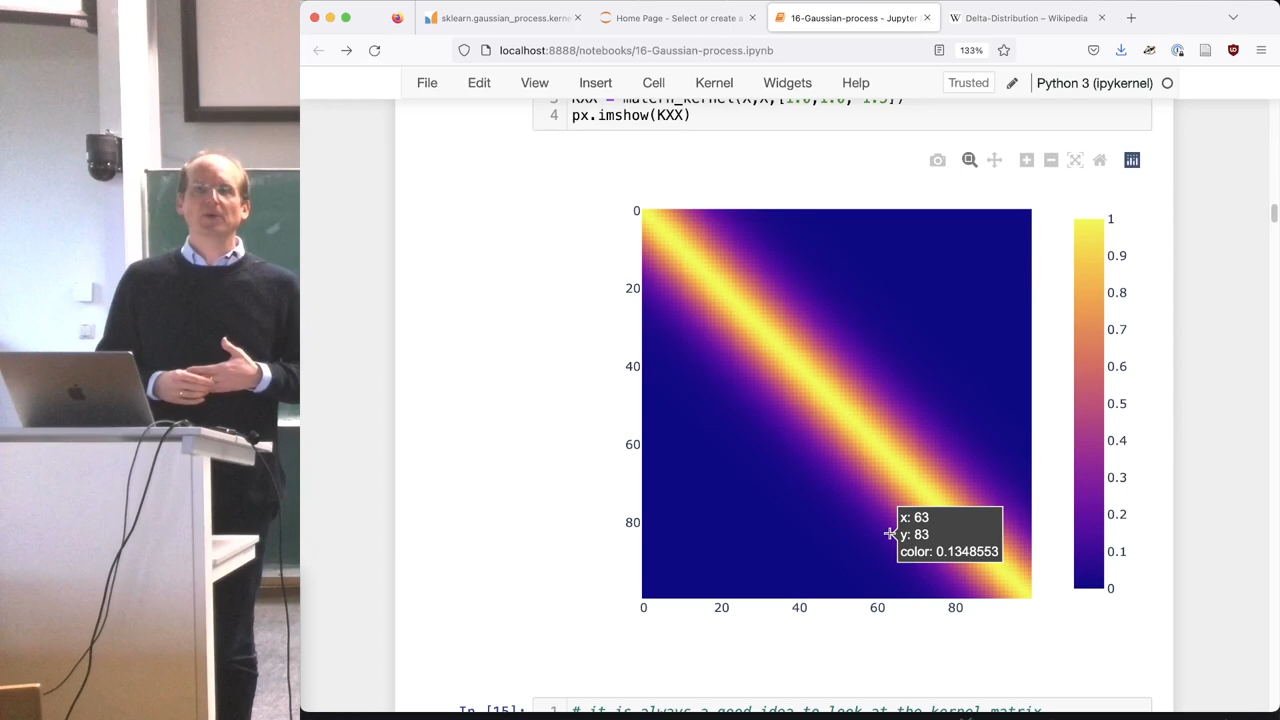 sklearn.gaussian_process.kerne
Home Page - Select or create a
16-Gaussian-process - Jupyter
Delta-Distribution – Wikipedia
localhost:8888/notebooks/16-Gaussian-process.ipynb
133%
File Edit View Insert Cell Kernel Widgets Help
Trusted
Python 3 (ipykernel)
4 px.imshow(KXX)
0
20
40
60
80
0 20 40 60 80
1
0.9
0.8
0.7
0.6
0.5
0.4
0.3
0.2
0.1
0
x: 63
y: 83
color: 0.1348553
In [15]: 1 # it is always a good idea to look at the kernel matrix